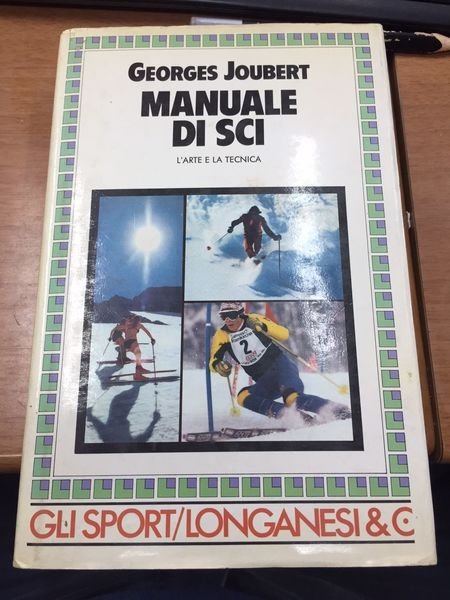 GEORGES JOUBERT
MANUALE
DI SCI
L'ARTE E LA TECNICA
2
GLI SPORT/LONGANESI & C.